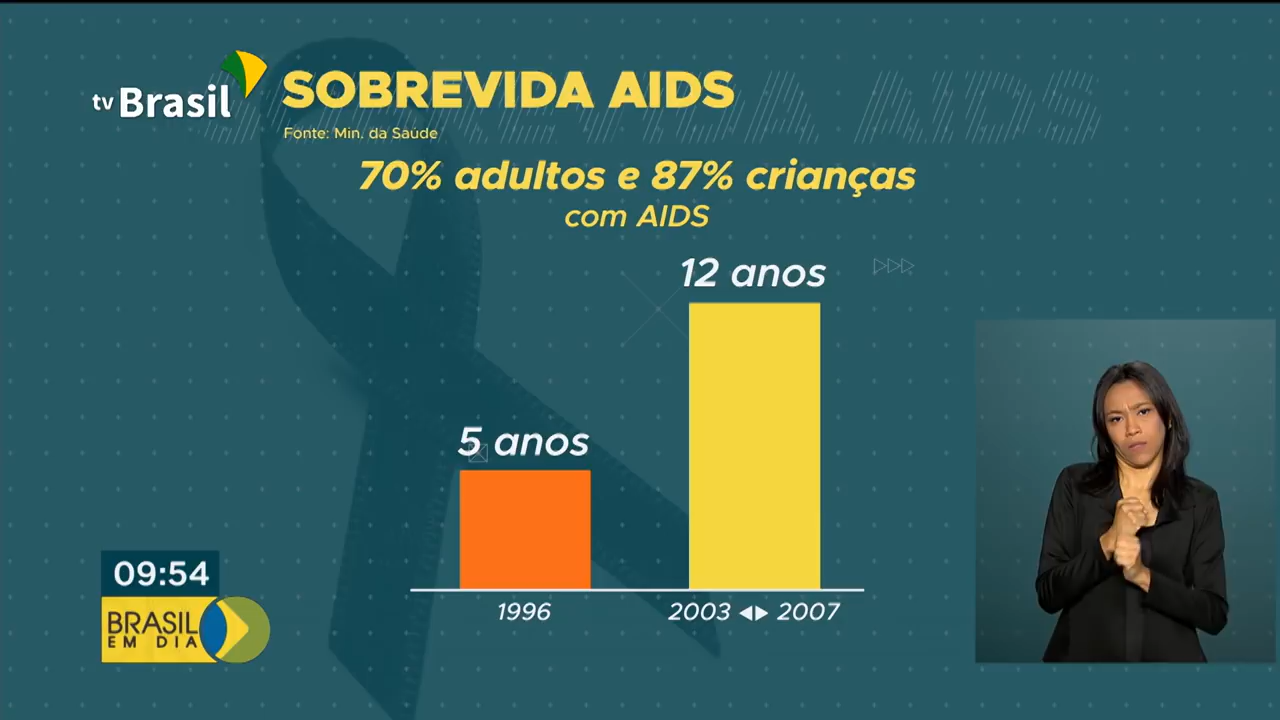 tv Brasil
SOBREVIDA AIDS
Fonte: Min. da Saúde
70% adultos e 87% crianças
com AIDS
12 anos
5 anos
1996
2003 ◂▸ 2007
09:54
BRASIL
EM DIA